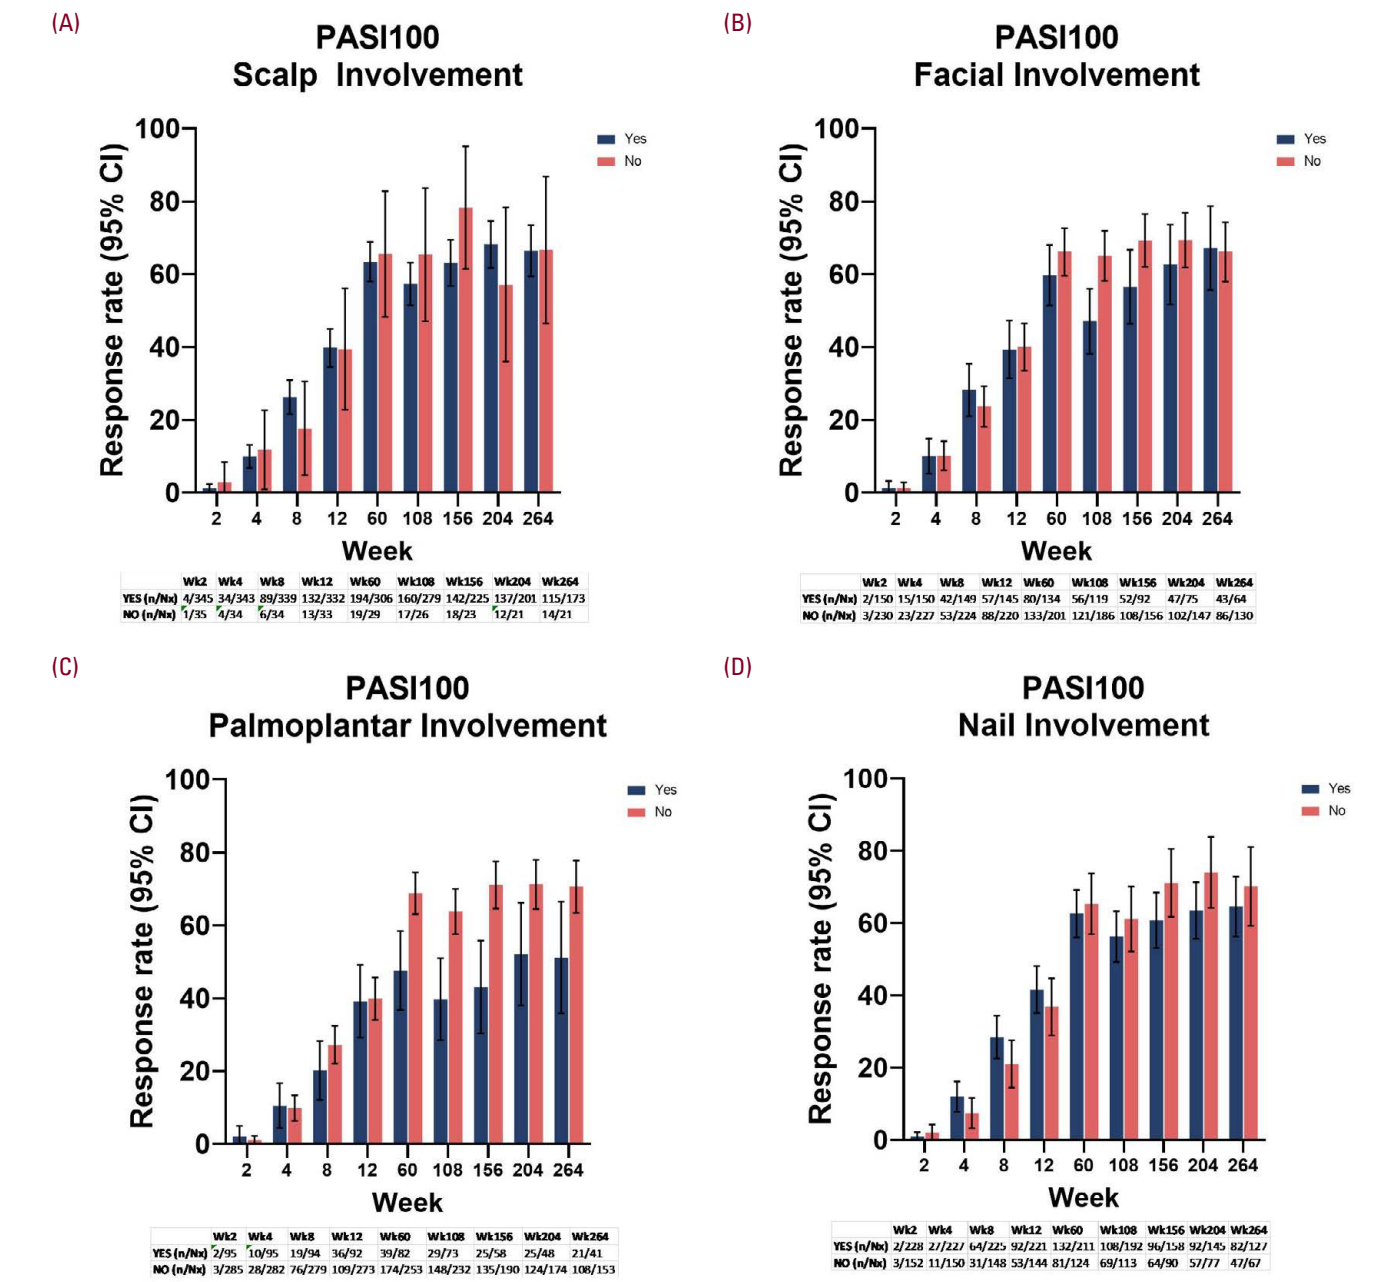 (A)
PASI100
Scalp Involvement
Response rate (95% CI)
100
80
60
40
20
0
Yes
No
2 4 8 12 60 108 156 204 264
Week
Wk2 Wk4 Wk8 Wk12 Wk60 Wk108 Wk156 Wk204 Wk264
YES (n/Nx) 4/345 34/343 89/339 132/332 194/306 160/279 142/225 137/201 115/173
NO (n/Nx) 1/35 4/34 6/34 13/33 19/29 17/26 18/23 12/21 14/21
(B)
PASI100
Facial Involvement
Response rate (95% CI)
100
80
60
40
20
0
Yes
No
2 4 8 12 60 108 156 204 264
Week
Wk2 Wk4 Wk8 Wk12 Wk60 Wk108 Wk156 Wk204 Wk264
YES (n/Nx) 2/150 15/150 42/149 57/145 80/134 56/119 52/92 47/75 43/64
NO (n/Nx) 3/230 23/227 53/224 88/220 133/201 121/186 108/156 102/147 86/130
(C)
PASI100
Palmoplantar Involvement
Response rate (95% CI)
100
80
60
40
20
0
Yes
No
2 4 8 12 60 108 156 204 264
Week
Wk2 Wk4 Wk8 Wk12 Wk60 Wk108 Wk156 Wk204 Wk264
YES (n/Nx) 2/95 10/95 19/94 36/92 39/82 29/73 25/58 25/48 21/41
NO (n/Nx) 3/285 28/282 76/279 109/273 174/253 148/232 135/190 124/174 108/153
(D)
PASI100
Nail Involvement
Response rate (95% CI)
100
80
60
40
20
0
Yes
No
2 4 8 12 60 108 156 204 264
Week
Wk2 Wk4 Wk8 Wk12 Wk60 Wk108 Wk156 Wk204 Wk264
YES (n/Nx) 2/228 27/227 64/225 92/221 132/211 108/192 96/158 92/145 82/127
NO (n/Nx) 3/152 11/150 31/148 53/144 81/124 69/113 64/90 57/77 47/67